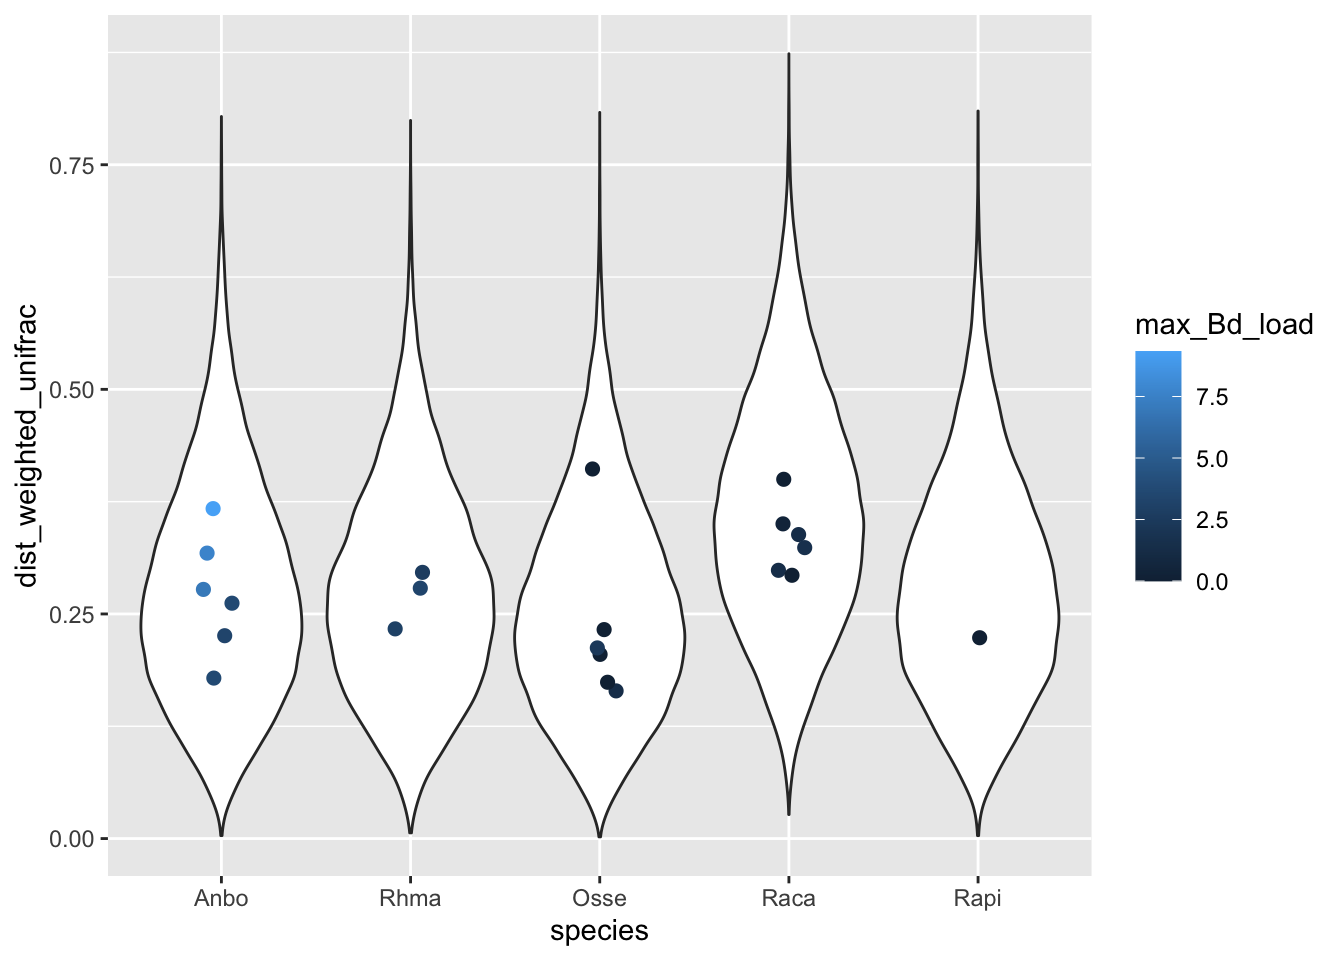 dist_weighted_unifrac
0.75
0.50
0.25
0.00
Anbo Rhma Osse Raca Rapi
species
max_Bd_load
7.5
5.0
2.5
0.0